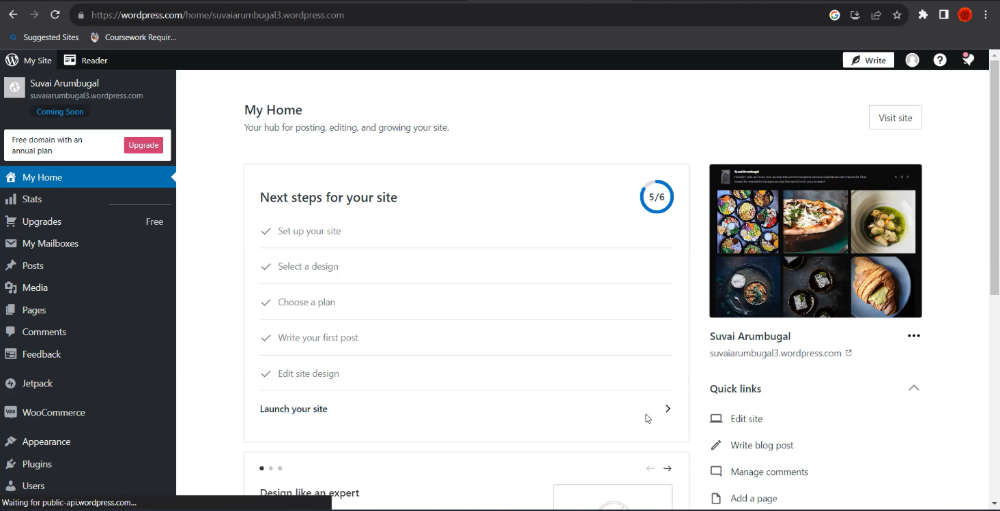 https://wordpress.com/home/suvaiarumbugal3.wordpress.com
Suggested Sites
Coursework Requir...
My Site
Reader
Write
Suvai Arumbugal
suvaiarumbugal3.wordpress.com
Coming Soon
Free domain with an
annual plan
Upgrade
My Home
Stats
Upgrades
Free
My Mailboxes
Posts
Media
Pages
Comments
Feedback
Jetpack
WooCommerce
Appearance
Plugins
Users
Waiting for public-api.wordpress.com...
My Home
Your hub for posting, editing, and growing your site.
Visit site
Next steps for your site
5/6
Set up your site
Select a design
Choose a plan
Write your first post
Edit site design
Launch your site
Design like an expert
Suvai Arumbugal
Suvai Arumbugal
suvaiarumbugal3.wordpress.com
Quick links
Edit site
Write blog post
Manage comments
Add a page